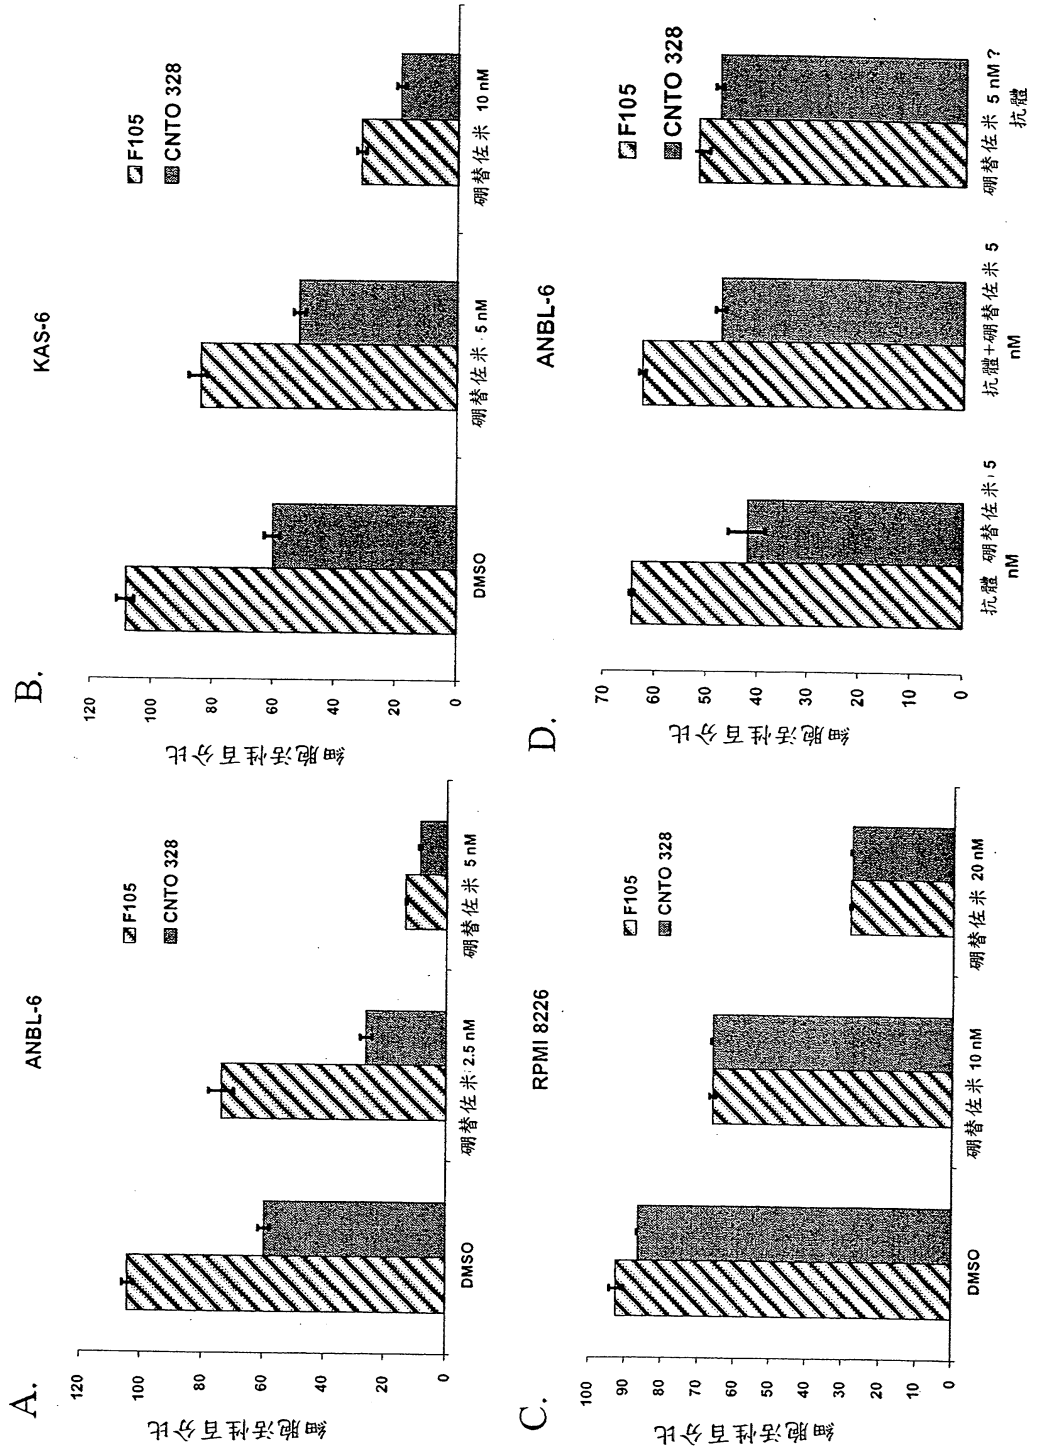 A.
ANBL-6
F105
CNTO 328
細胞活性百分比
120
100
80
60
40
20
0
DMSO
硼替佐米 2.5 nM
硼替佐米 5 nM
B.
KAS-6
F105
CNTO 328
細胞活性百分比
120
100
80
60
40
20
0
DMSO
硼替佐米 5 nM
硼替佐米 10 nM
C.
RPMI 8226
F105
CNTO 328
細胞活性百分比
100
90
80
70
60
50
40
30
20
10
0
DMSO
硼替佐米 10 nM
硼替佐米 20 nM
D.
ANBL-6
F105
CNTO 328
細胞活性百分比
70
60
50
40
30
20
10
0
抗體 硼替佐米 5
nM
抗體+硼替佐米 5
nM
硼替佐米 5 nM ?
抗體